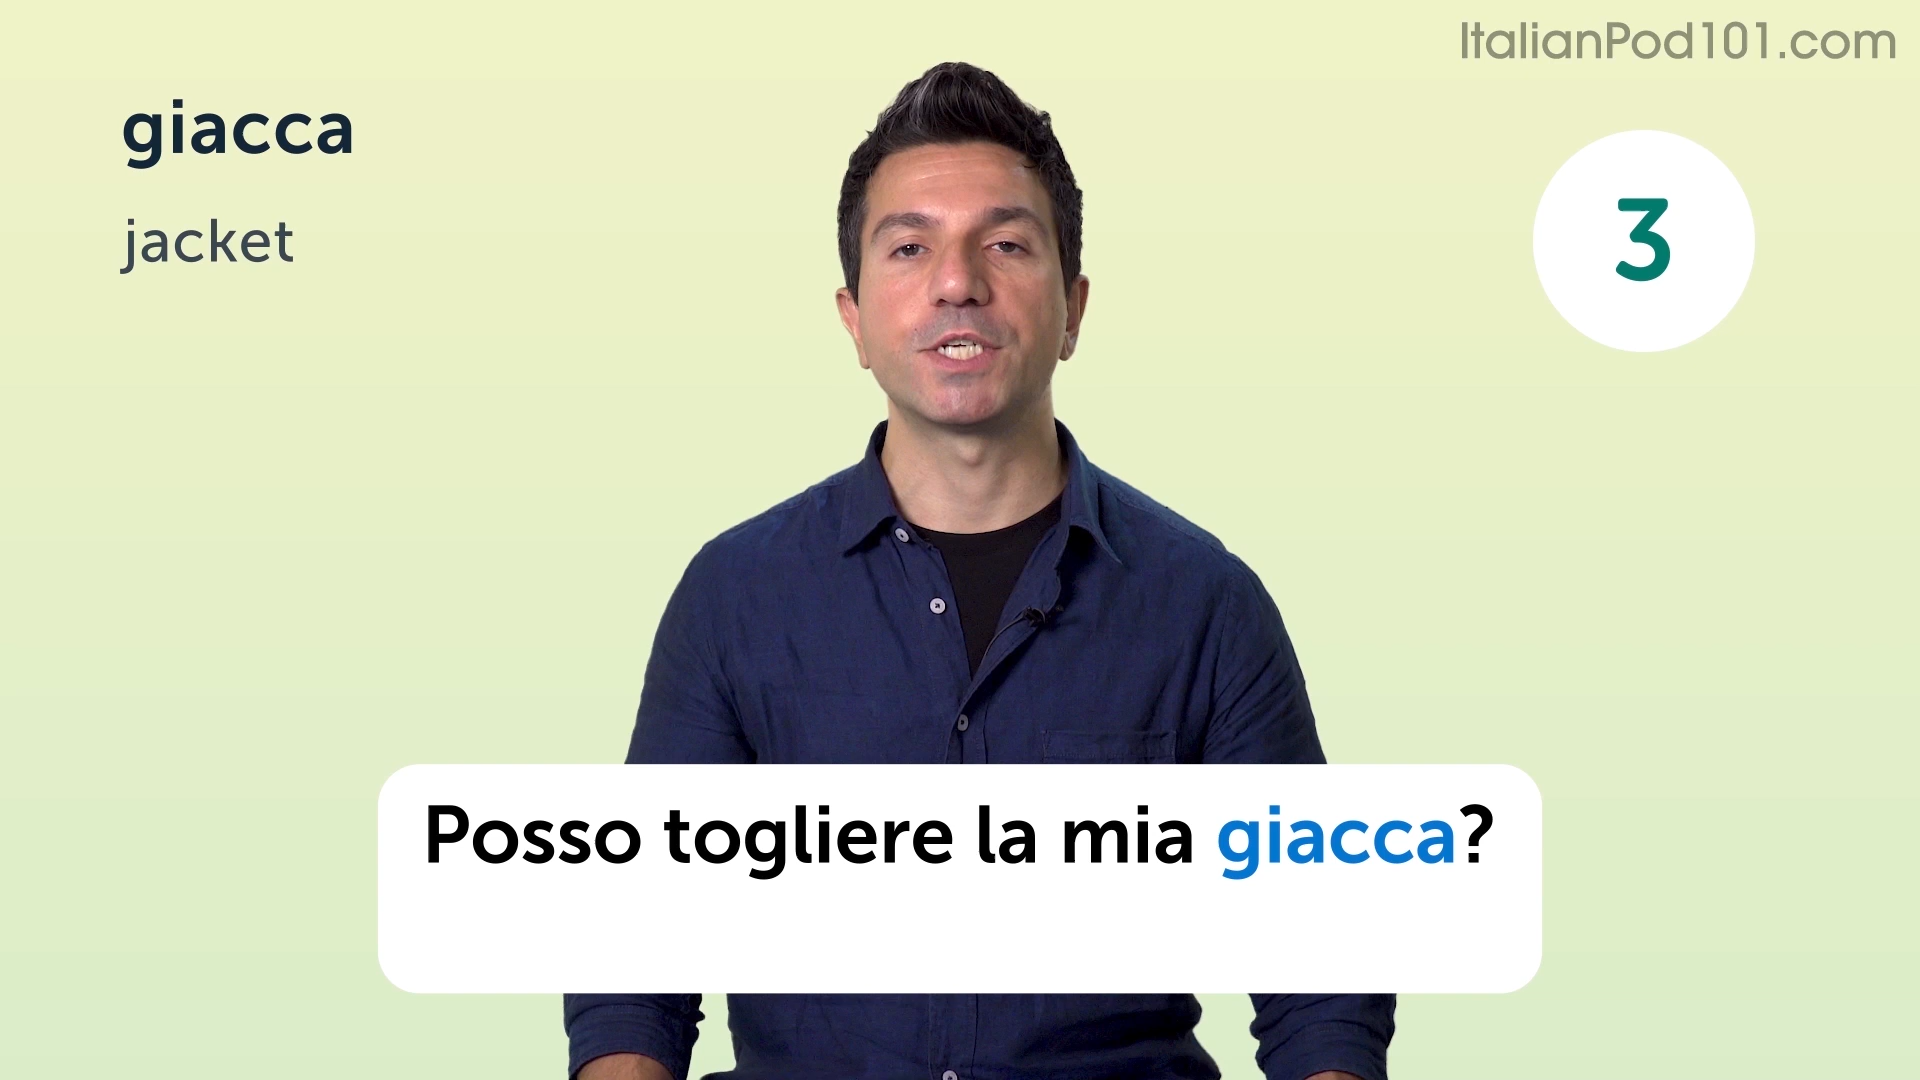 ItalianPod101.com
giacca
jacket
3
Posso togliere la mia giacca?